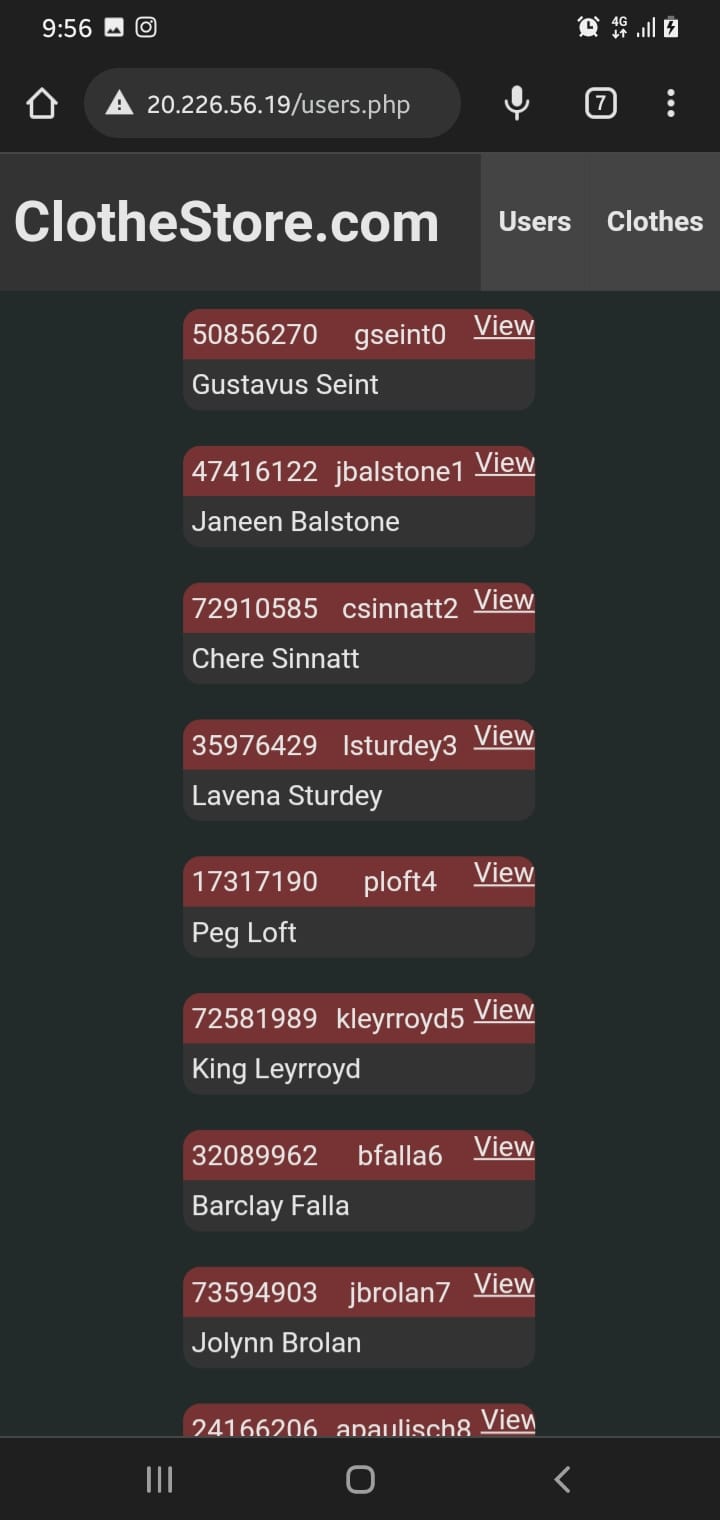 9:56 4G
20.226.56.19/users.php 7
ClotheStore.com Users Clothes
50856270 gseint0 View
Gustavus Seint
47416122 jbalstone1 View
Janeen Balstone
72910585 csinnatt2 View
Chere Sinnatt
35976429 lsturdey3 View
Lavena Sturdey
17317190 ploft4 View
Peg Loft
72581989 kleyrroyd5 View
King Leyrroyd
32089962 bfalla6 View
Barclay Falla
73594903 jbrolan7 View
Jolynn Brolan
24166206 apaulisch8 View